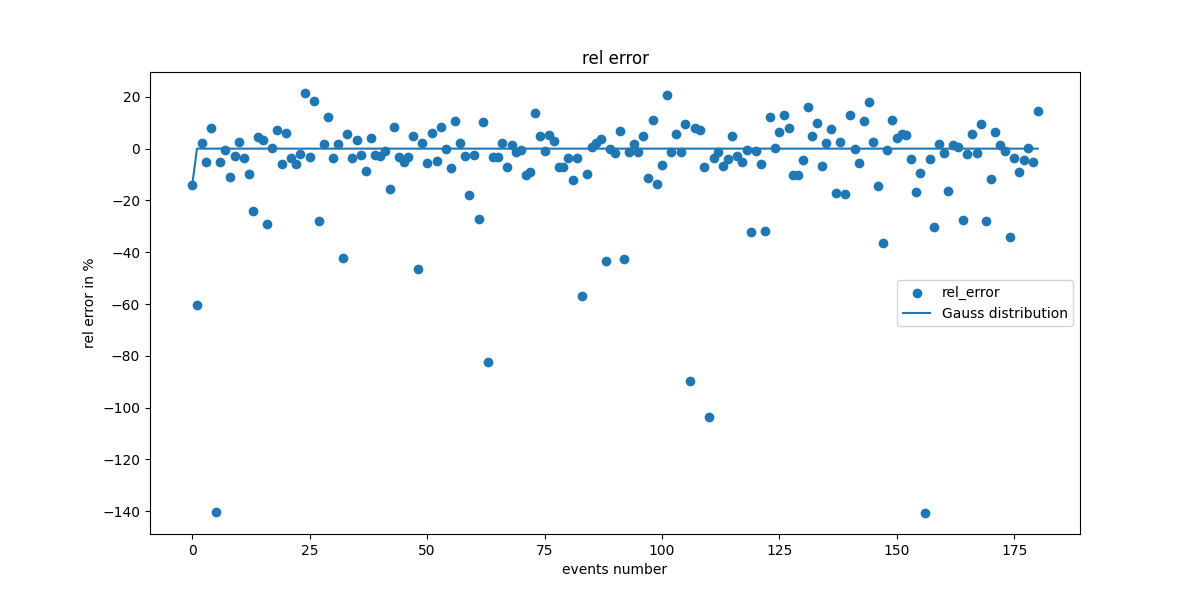 rel error
20
0
−20
−40
−60
−80
−100
−120
−140
rel error in %
rel_error
Gauss distribution
0 25 50 75 100 125 150 175
events number